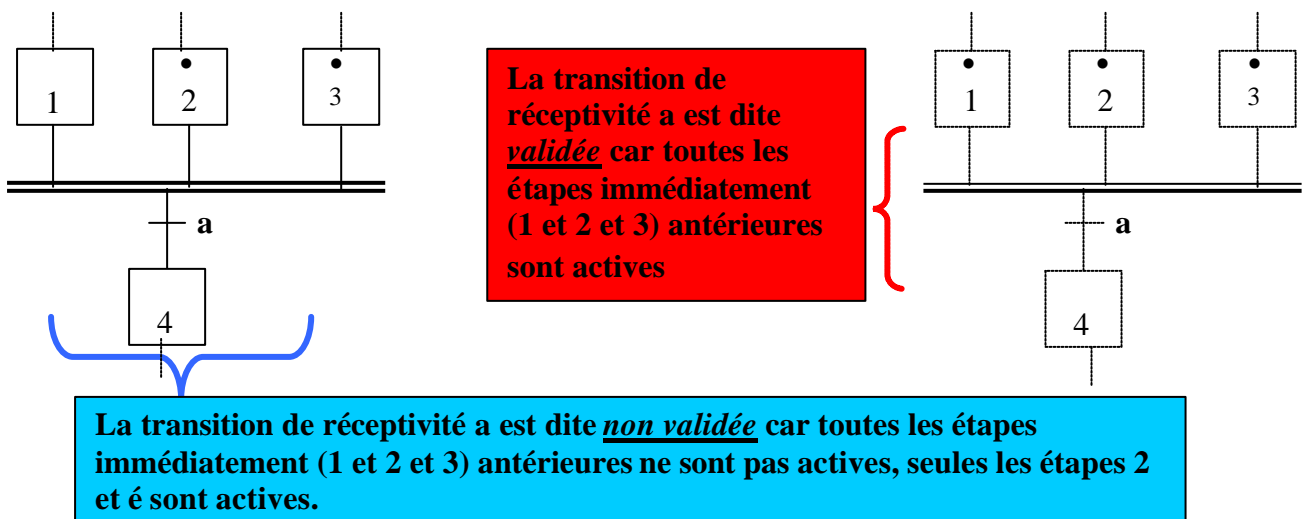 1
2
3
a
4
La transition de
réceptivité a est dite
validée car toutes les
étapes immédiatement
(1 et 2 et 3) antérieures
sont actives
1
2
3
a
4
La transition de réceptivité a est dite non validée car toutes les étapes
immédiatement (1 et 2 et 3) antérieures ne sont pas actives, seules les étapes 2
et é sont actives.